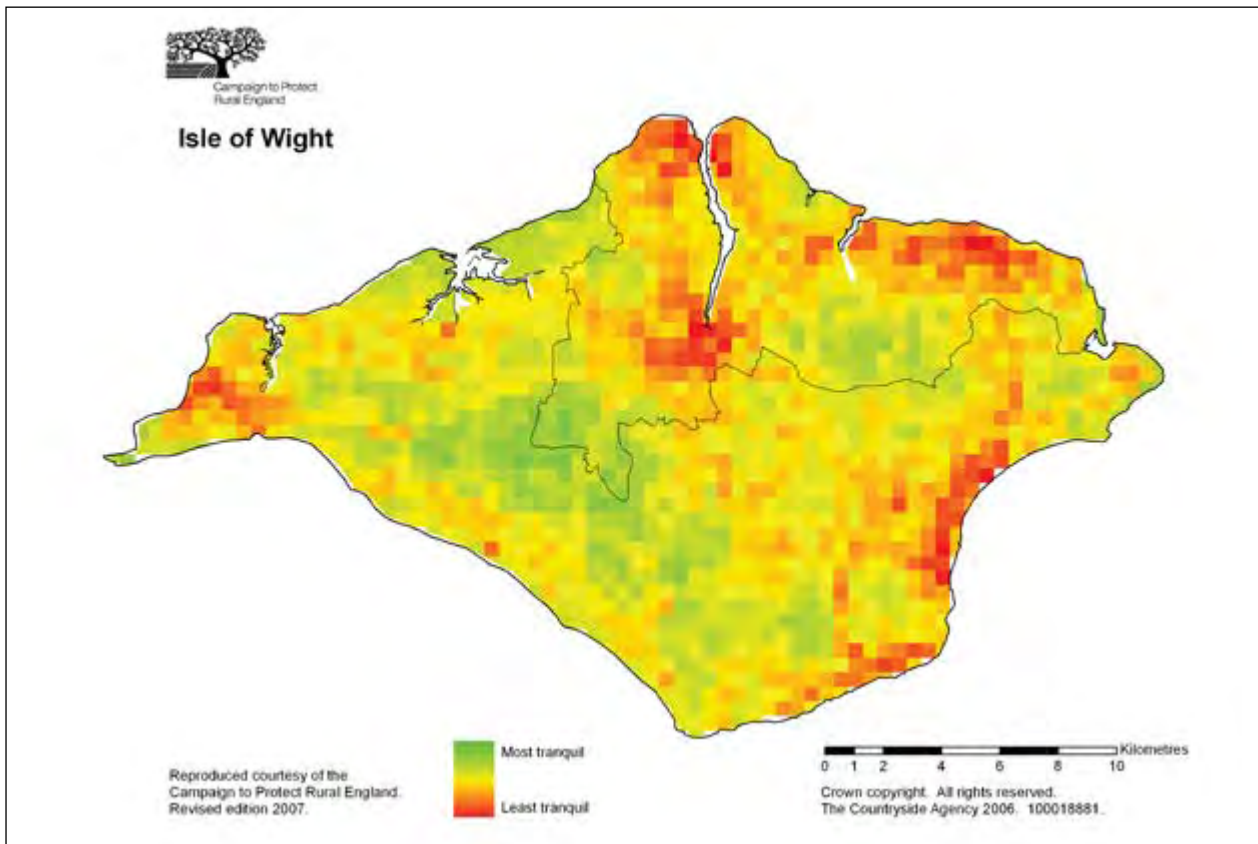 Campaign to Protect
Rural England
Isle of Wight
Most tranquil
Least tranquil
Reproduced courtesy of the
Campaign to Protect Rural England.
Revised edition 2007.
Kilometres
0 1 2 4 6 8 10
Crown copyright. All rights reserved.
The Countryside Agency 2006. 100018881.